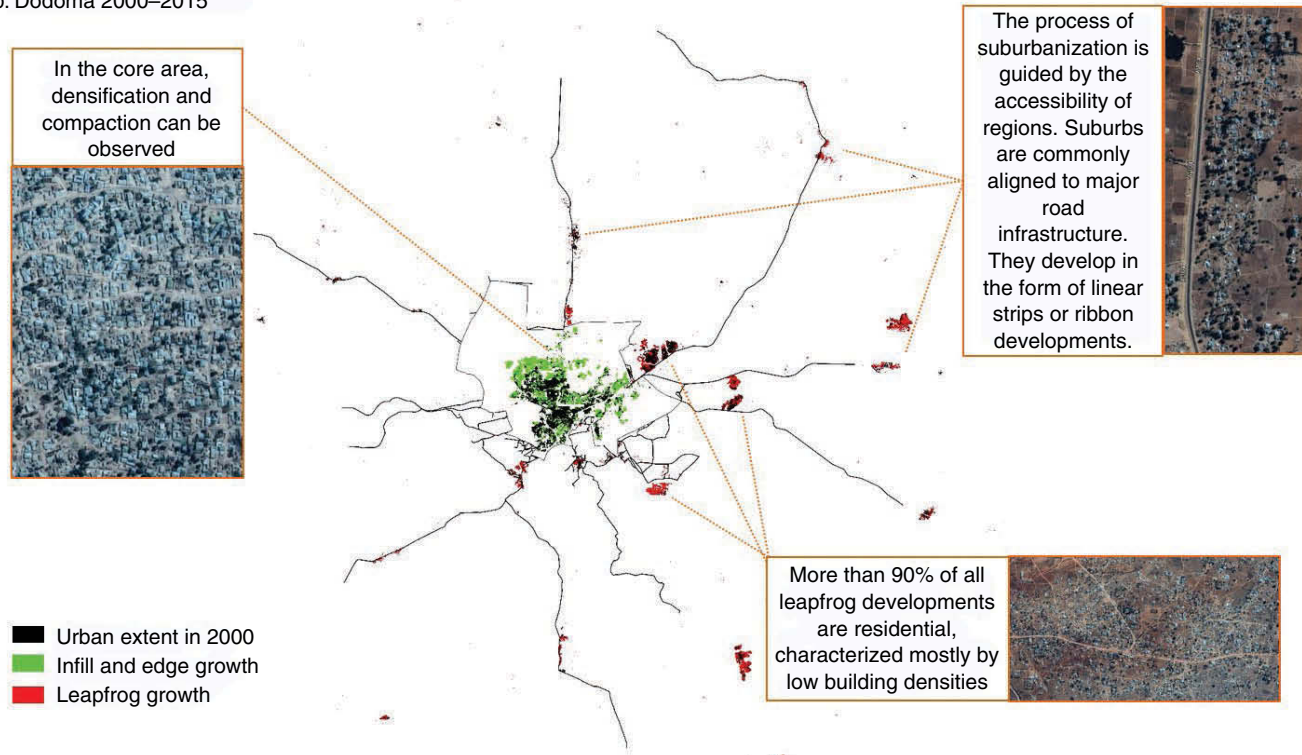 Dodoma 2000–2015
In the core area,
densification and
compaction can be
observed
The process of
suburbanization is
guided by the
accessibility of
regions. Suburbs
are commonly
aligned to major
road
infrastructure.
They develop in
the form of linear
strips or ribbon
developments.
More than 90% of all
leapfrog developments
are residential,
characterized mostly by
low building densities
Urban extent in 2000
Infill and edge growth
Leapfrog growth